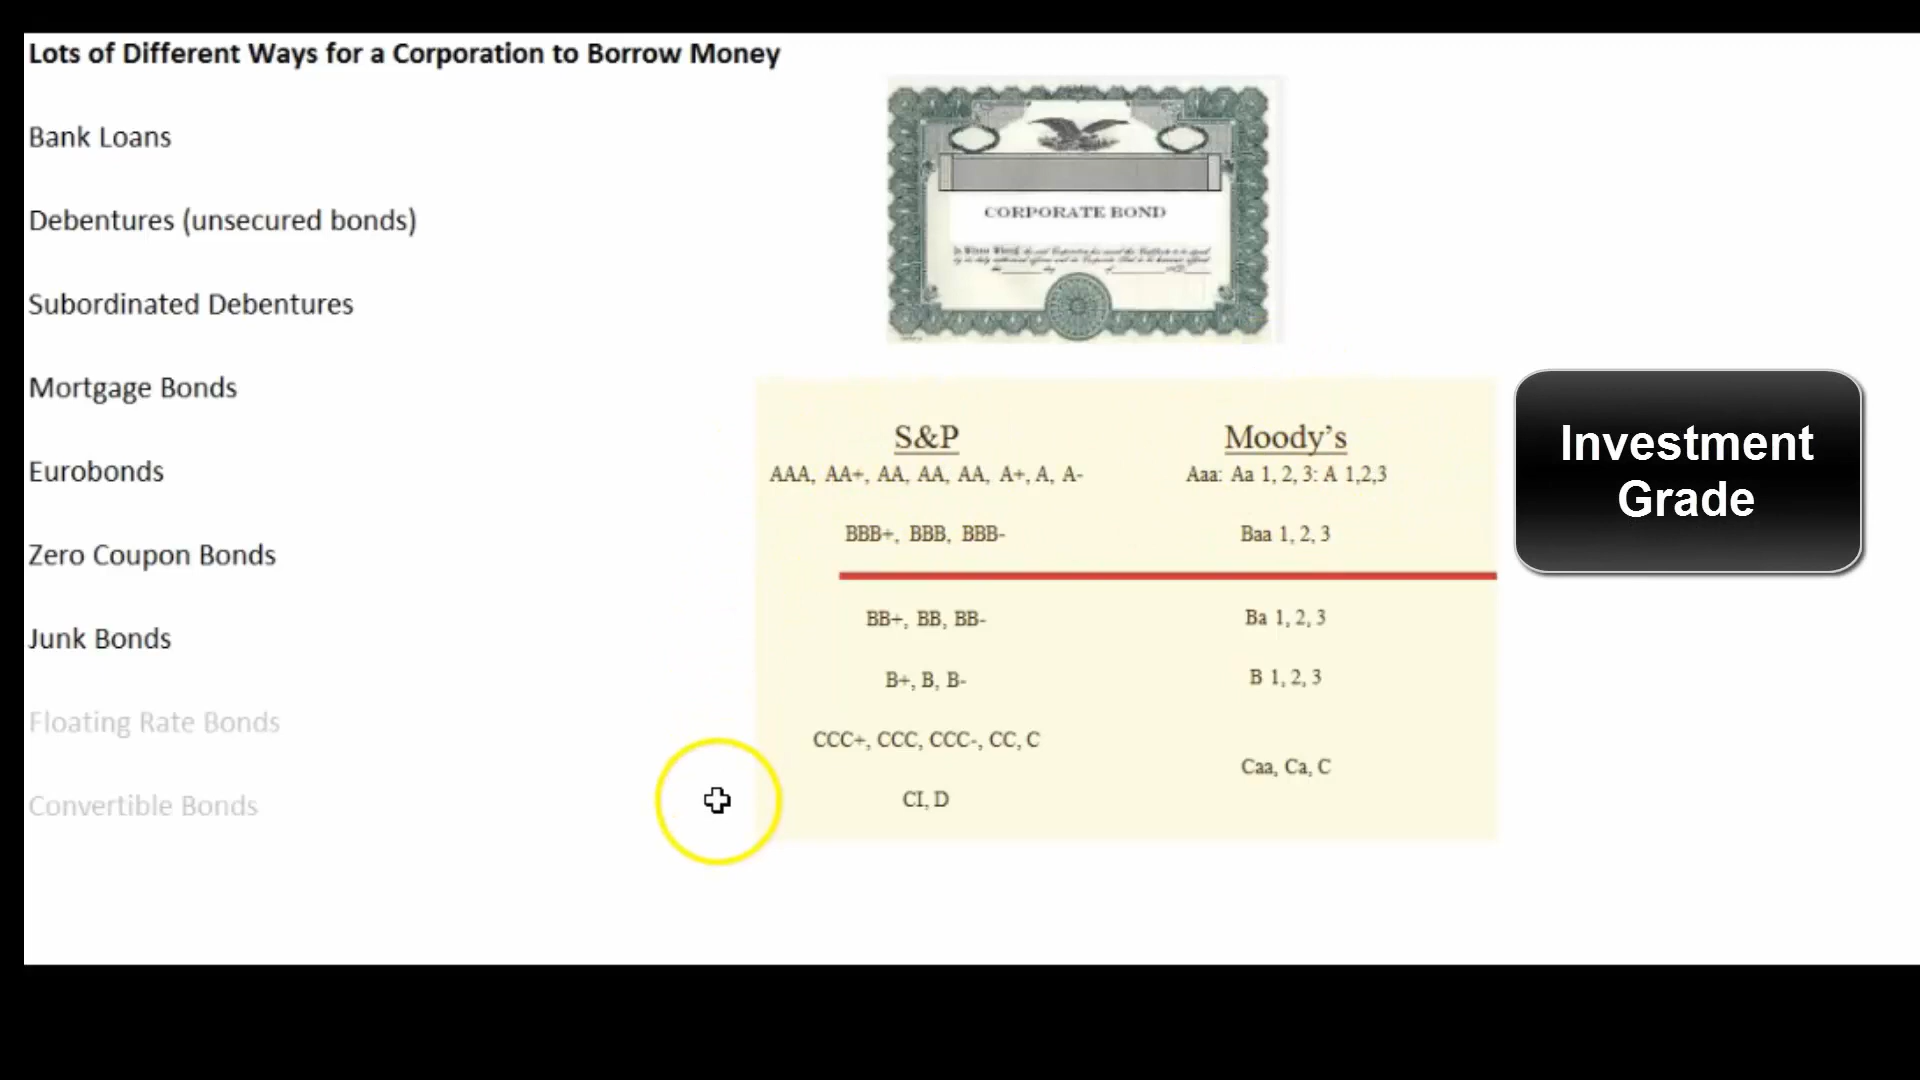 Lots of Different Ways for a Corporation to Borrow Money
Bank Loans
Debentures (unsecured bonds)
Subordinated Debentures
Mortgage Bonds
Eurobonds
Zero Coupon Bonds
Junk Bonds
Floating Rate Bonds
Convertible Bonds
CORPORATE BOND
In Witness Whereof,
S&P
AAA, AA+, AA, AA, AA, A+, A, A-
BBB+, BBB, BBB-
BB+, BB, BB-
B+, B, B-
CCC+, CCC, CCC-, CC, C
CI, D
Moody's
Aaa: Aa 1, 2, 3: A 1,2,3
Baa 1, 2, 3
Ba 1, 2, 3
B 1, 2, 3
Caa, Ca, C
Investment
Grade